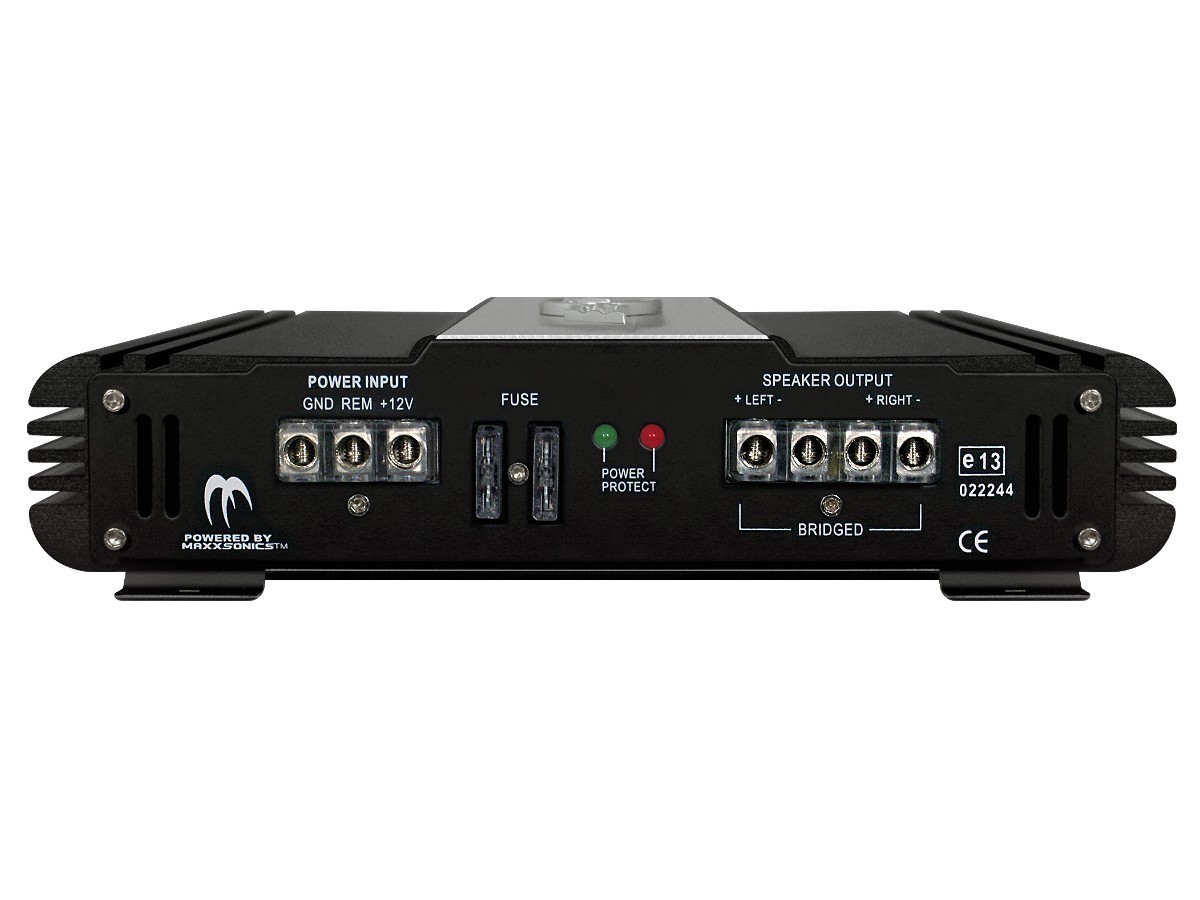 POWER INPUT
GND REM +12V
FUSE
POWER
PROTECT
SPEAKER OUTPUT
+ LEFT - + RIGHT -
BRIDGED
e13
022244
CE
POWERED BY
MAXXSONICS™